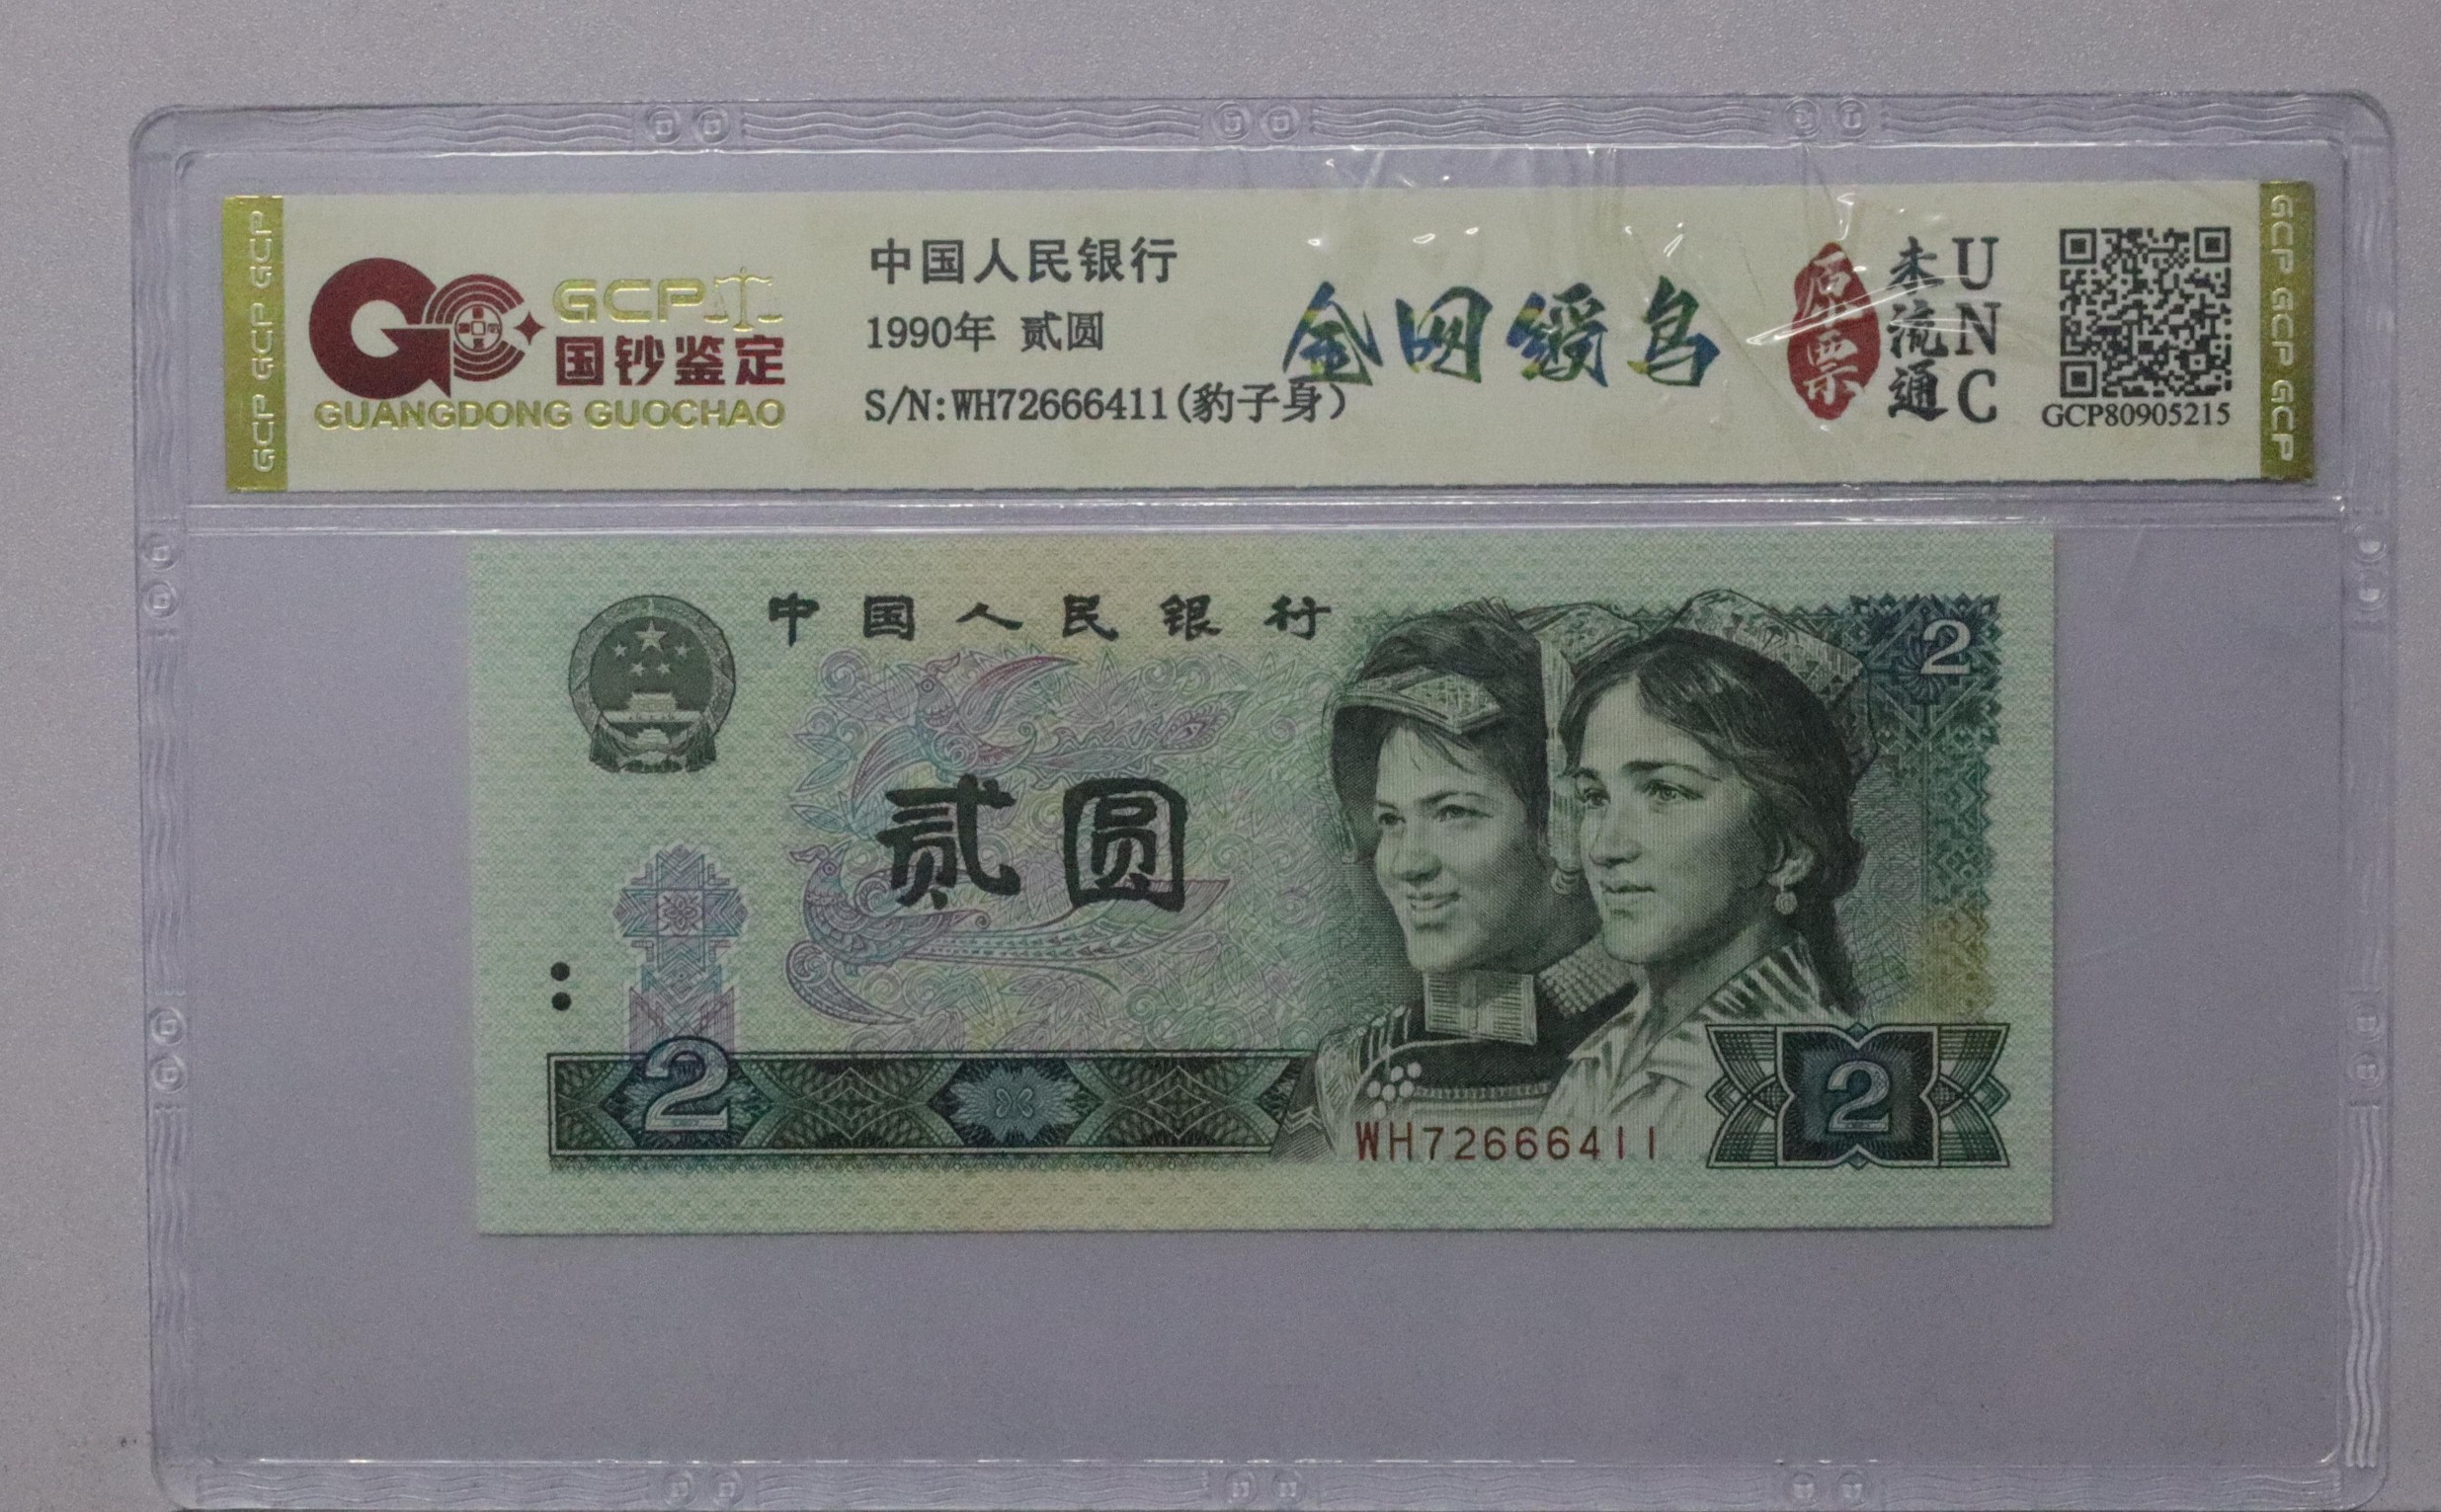 GCP GCP GCP
GCP
国钞鉴定
GUANGDONG GUOCHAO
中国人民银行
1990年 贰圆
S/N:WH72666411(豹子身)
金网绶鸟
原票
未流通
UNC
GCP80905215
GCP GCP GCP
中国人民银行
2
贰圆
2
WH72666411
2